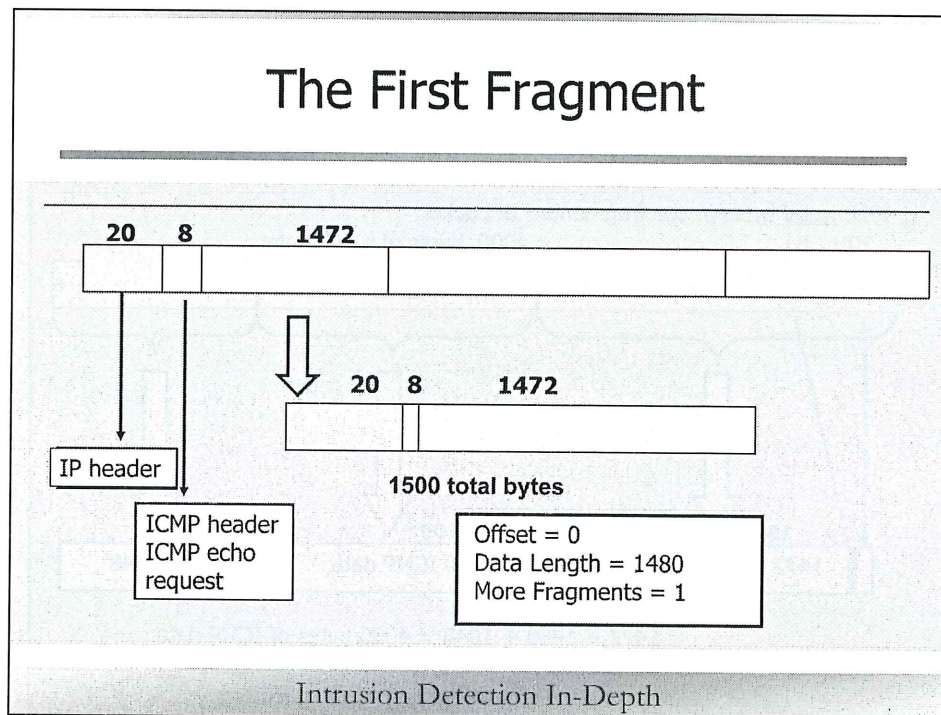 The First Fragment
20 8 1472
20 8 1472
IP header
1500 total bytes
ICMP header
ICMP echo
request
Offset = 0
Data Length = 1480
More Fragments = 1
Intrusion Detection In-Depth